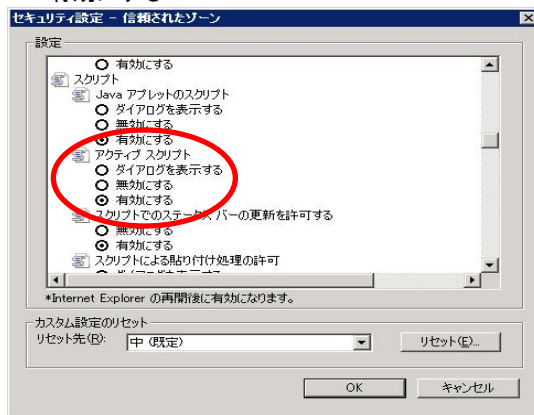 セキュリティ設定 - 信頼されたゾーン
設定
有効にする
スクリプト
Java アプレットのスクリプト
ダイアログを表示する
無効にする
有効にする
アクティブ スクリプト
ダイアログを表示する
無効にする
有効にする
スクリプトでのステータス バーの更新を許可する
無効にする
有効にする
スクリプトによる貼り付け処理の許可
*Internet Explorer の再開後に有効になります。
カスタム設定のリセット
リセット先(R): 中 (既定) リセット(E)...
OK キャンセル